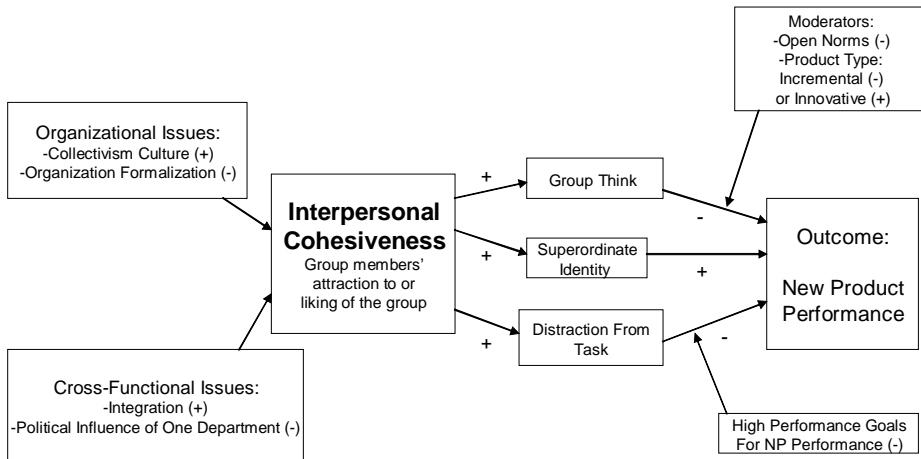 Moderators:
-Open Norms (-)
-Product Type:
Incremental (-)
or Innovative (+)
Organizational Issues:
-Collectivism Culture (+)
-Organization Formalization (-)
Interpersonal
Cohesiveness
Group members'
attraction to or
liking of the group
+
Group Think
-
+
Superordinate
Identity
+
+
Distraction From
Task
-
Outcome:
New Product
Performance
Cross-Functional Issues:
-Integration (+)
-Political Influence of One Department (-)
High Performance Goals
For NP Performance (-)